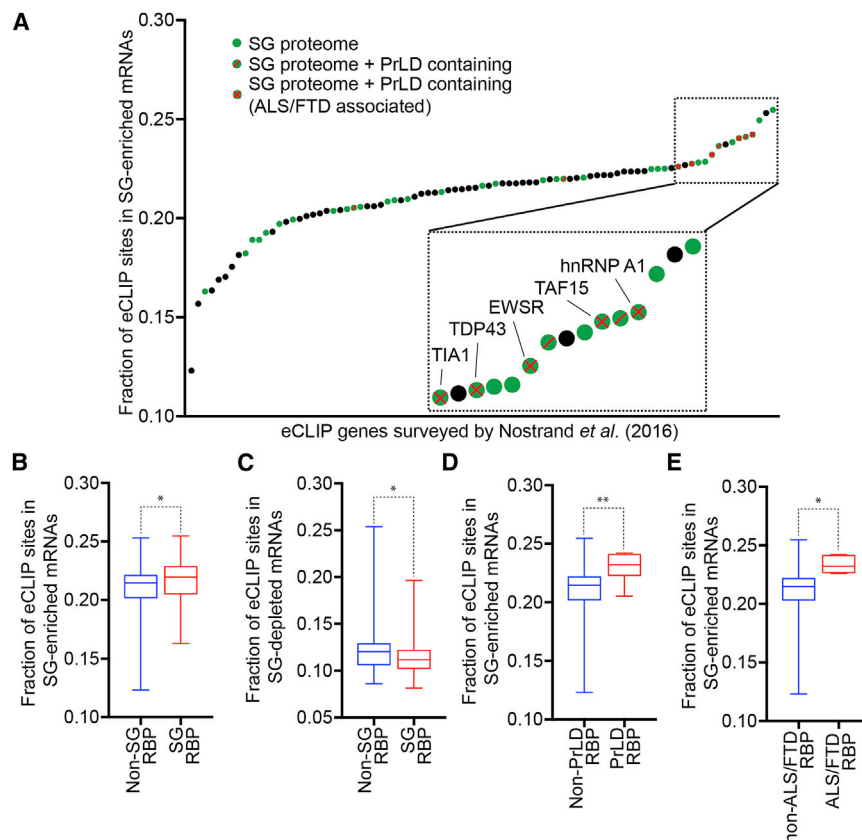 A
Fraction of eCLIP sites in SG-enriched mRNAs
0.30
0.25
0.20
0.15
0.10
SG proteome
SG proteome + PrLD containing
SG proteome + PrLD containing
(ALS/FTD associated)
hnRNP A1
TAF15
EWSR
TDP43
TIA1
eCLIP genes surveyed by Nostrand et al. (2016)
B
Fraction of eCLIP sites in
SG-enriched mRNAs
0.30
0.25
0.20
0.15
0.10
*
Non-SG
RBP
SG
RBP
C
Fraction of eCLIP sites in
SG-depleted mRNAs
0.30
0.25
0.20
0.15
0.10
0.05
*
Non-SG
RBP
SG
RBP
D
Fraction of eCLIP sites in
SG-enriched mRNAs
0.30
0.25
0.20
0.15
0.10
**
Non-PrLD
RBP
PrLD
RBP
E
Fraction of eCLIP sites in
SG-enriched mRNAs
0.30
0.25
0.20
0.15
0.10
*
non-ALS/FTD
RBP
ALS/FTD
RBP